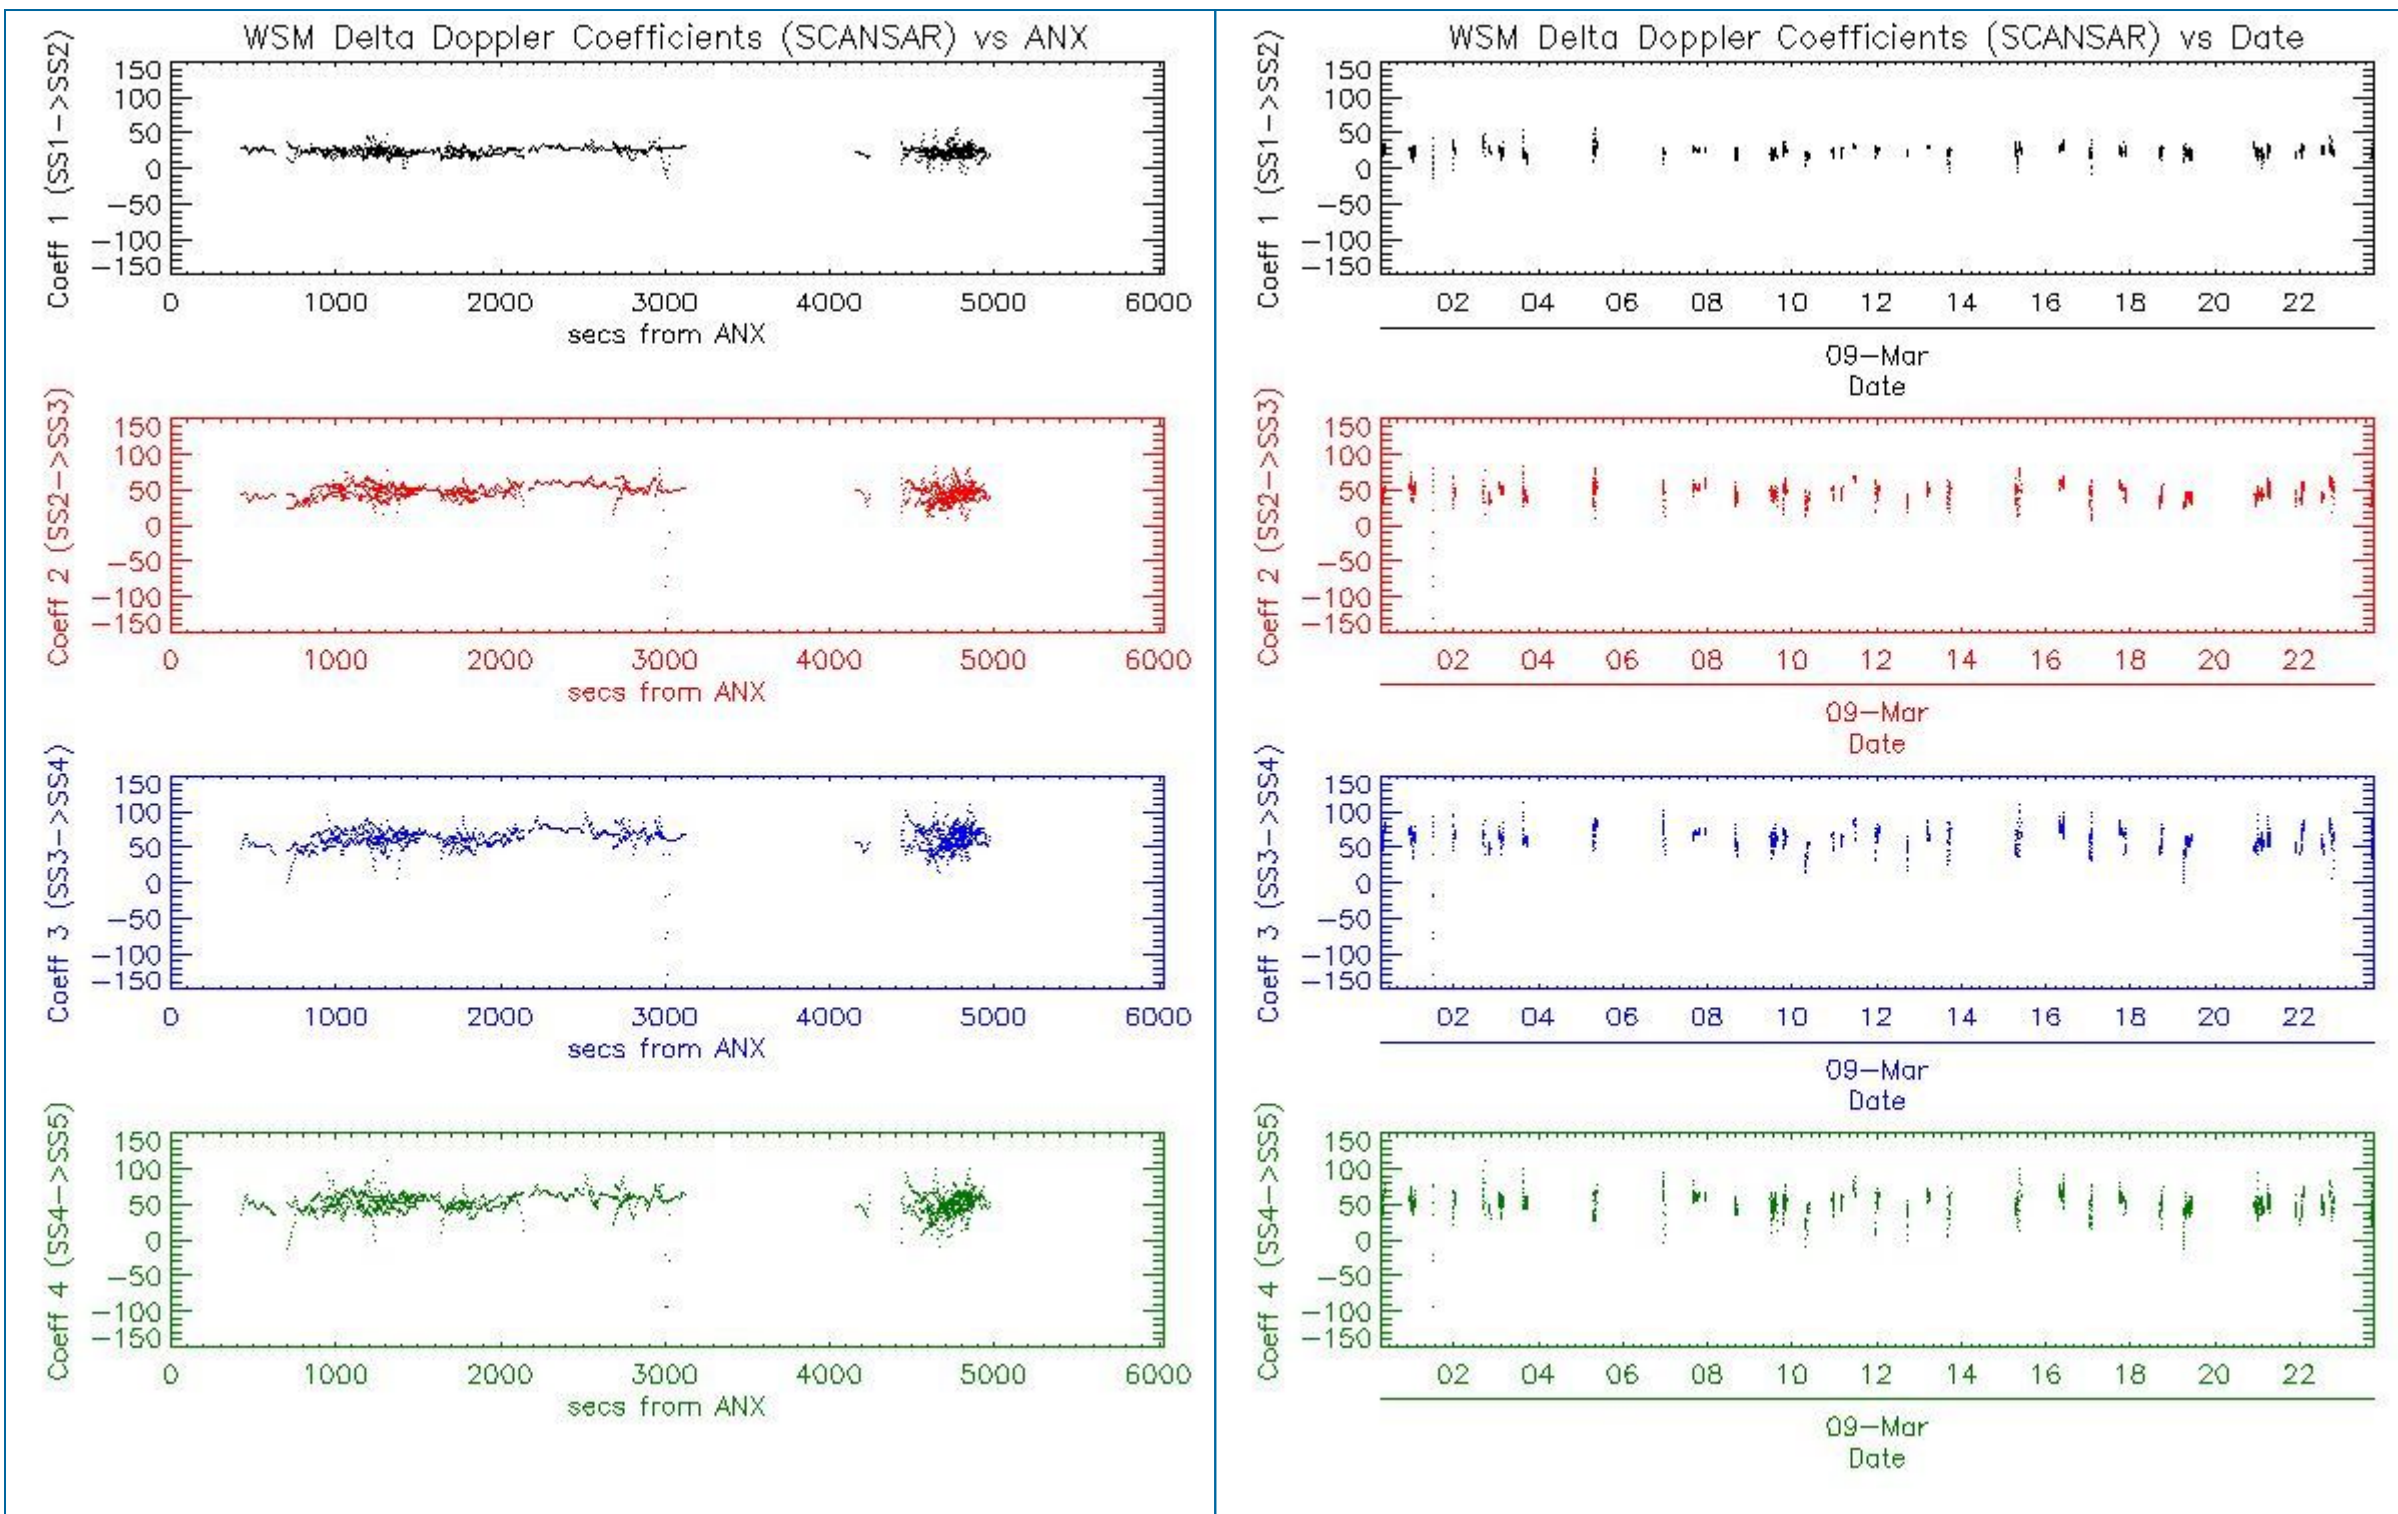 WSM Delta Doppler Coefficients (SCANSAR) vs ANX
Coeff 1 (SS1->SS2)
150
100
50
0
-50
-100
-150
0 1000 2000 3000 4000 5000 6000
secs from ANX
Coeff 2 (SS2->SS3)
150
100
50
0
-50
-100
-150
0 1000 2000 3000 4000 5000 6000
secs from ANX
Coeff 3 (SS3->SS4)
150
100
50
0
-50
-100
-150
0 1000 2000 3000 4000 5000 6000
secs from ANX
Coeff 4 (SS4->SS5)
150
100
50
0
-50
-100
-150
0 1000 2000 3000 4000 5000 6000
secs from ANX
WSM Delta Doppler Coefficients (SCANSAR) vs Date
Coeff 1 (SS1->SS2)
150
100
50
0
-50
-100
-150
02 04 06 08 10 12 14 16 18 20 22
09-Mar
Date
Coeff 2 (SS2->SS3)
150
100
50
0
-50
-100
-150
02 04 06 08 10 12 14 16 18 20 22
09-Mar
Date
Coeff 3 (SS3->SS4)
150
100
50
0
-50
-100
-150
02 04 06 08 10 12 14 16 18 20 22
09-Mar
Date
Coeff 4 (SS4->SS5)
150
100
50
0
-50
-100
-150
02 04 06 08 10 12 14 16 18 20 22
09-Mar
Date